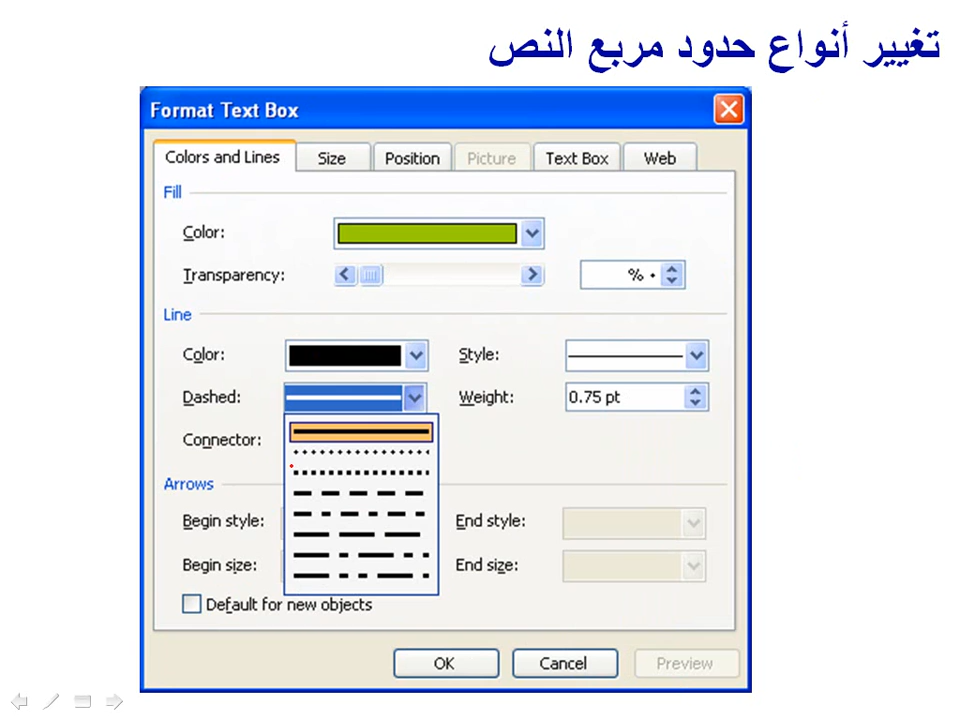 تغيير أنواع حدود مربع النص
Format Text Box
Colors and Lines Size Position Picture Text Box Web
Fill
Color:
Transparency: % •
Line
Color: Style:
Dashed: Weight: 0.75 pt
Connector:
Arrows
Begin style: End style:
Begin size: End size:
Default for new objects
OK Cancel Preview